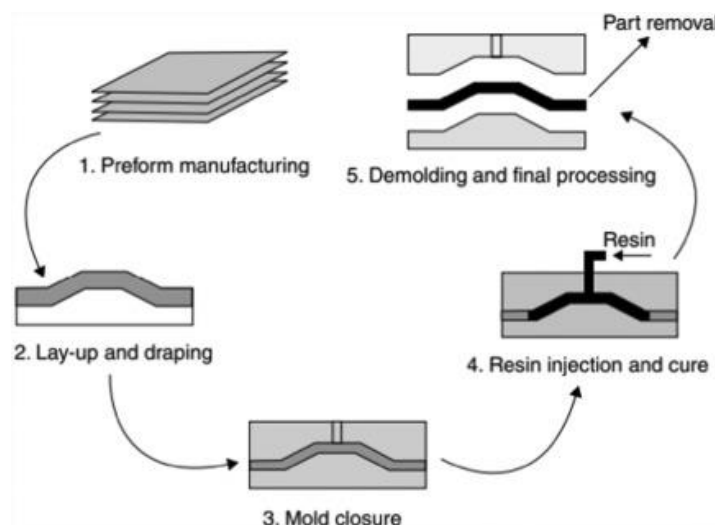 1. Preform manufacturing
2. Lay-up and draping
3. Mold closure
4. Resin injection and cure
Resin
5. Demolding and final processing
Part removal